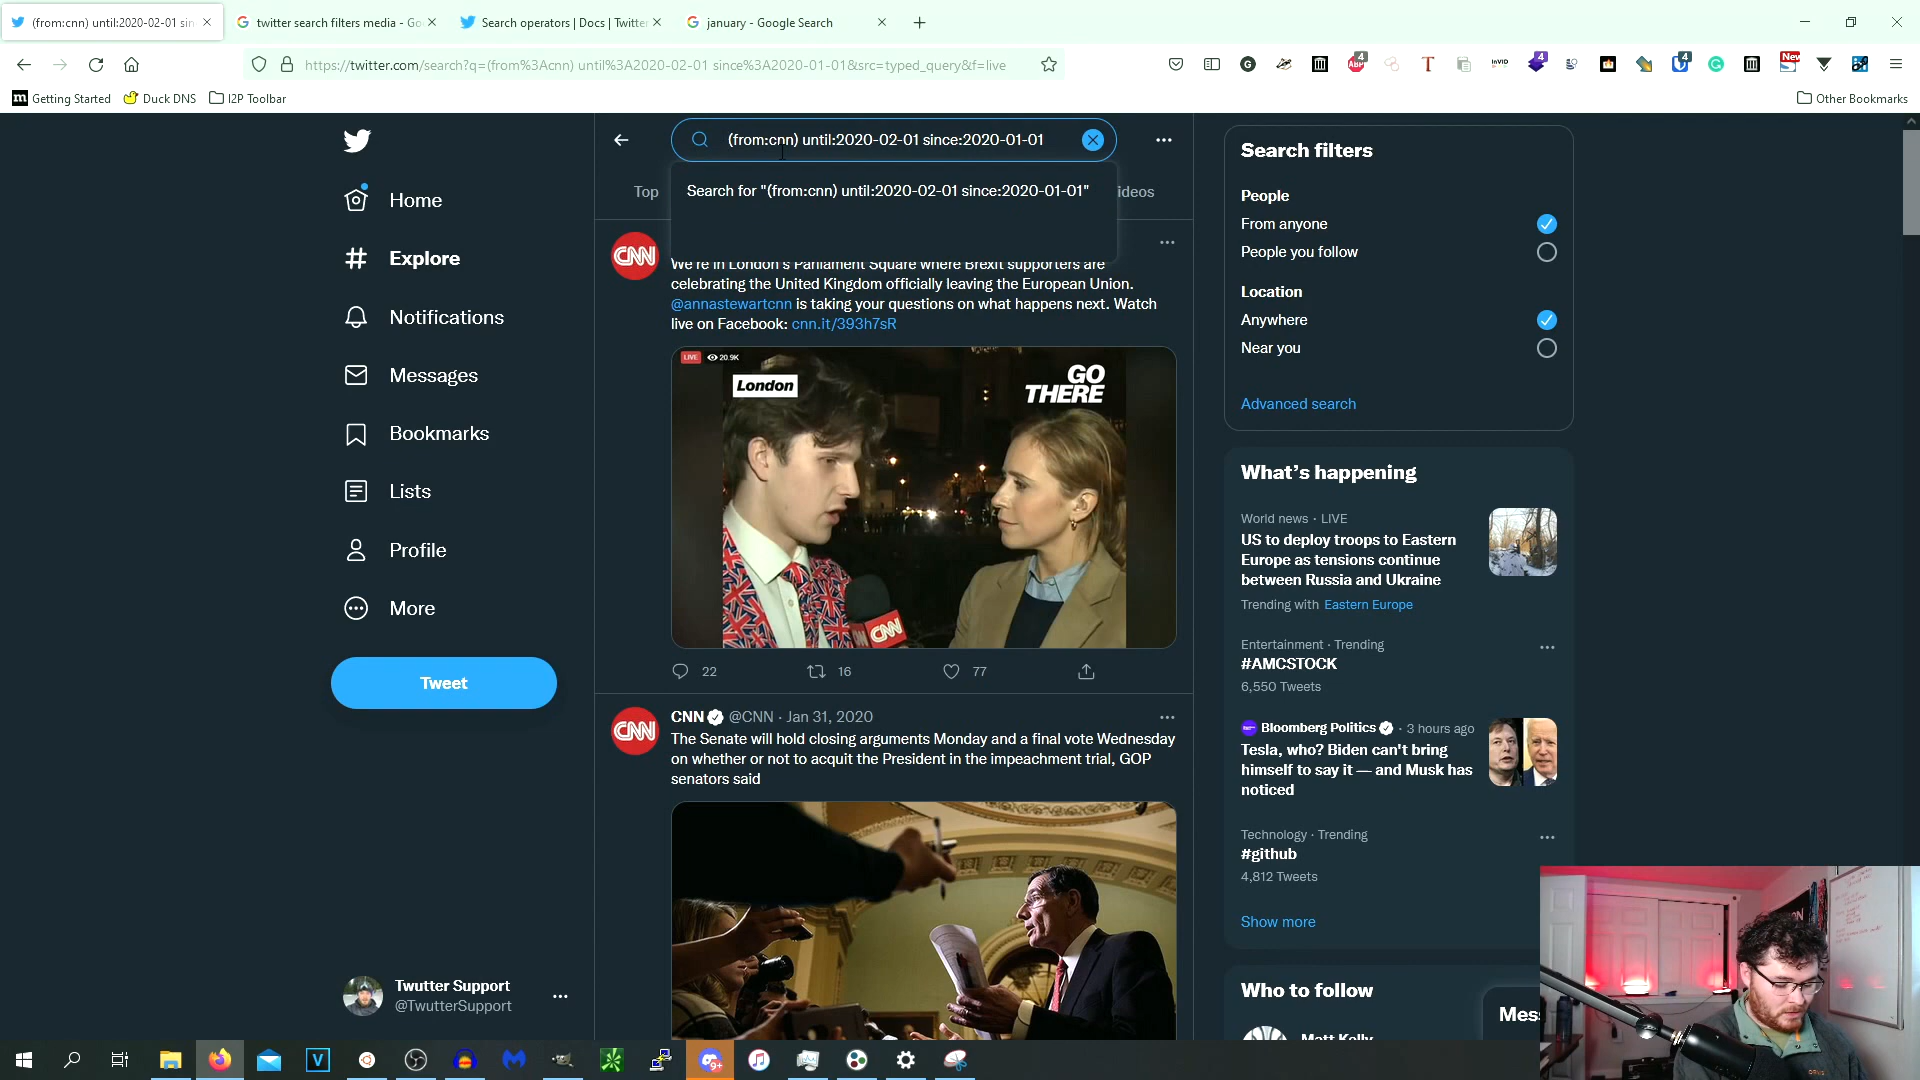 (from:cnn) until:2020-02-01 sin
twitter search filters media - Go
Search operators | Docs | Twitte
january - Google Search
https://twitter.com/search?q=(from%3Acnn) until%3A2020-02-01 since%3A2020-01-01&src=typed_query&f=live
Getting Started
Duck DNS
I2P Toolbar
Other Bookmarks
(from:cnn) until:2020-02-01 since:2020-01-01
Search for "(from:cnn) until:2020-02-01 since:2020-01-01"
Top
ideos
Home
Explore
Notifications
Messages
Bookmarks
Lists
Profile
More
Tweet
Twutter Support
@TwutterSupport
CNN
We're in London's Parliament Square where Brexit supporters are
celebrating the United Kingdom officially leaving the European Union.
@annastewartcnn is taking your questions on what happens next. Watch
live on Facebook: cnn.it/393h7sR
LIVE 20.9K
London
GO
THERE
CNN
22
16
77
CNN
CNN @CNN · Jan 31, 2020
The Senate will hold closing arguments Monday and a final vote Wednesday
on whether or not to acquit the President in the impeachment trial, GOP
senators said
Search filters
People
From anyone
People you follow
Location
Anywhere
Near you
Advanced search
What's happening
World news · LIVE
US to deploy troops to Eastern
Europe as tensions continue
between Russia and Ukraine
Trending with Eastern Europe
Entertainment · Trending
#AMCSTOCK
6,550 Tweets
Bloomberg Politics · 3 hours ago
Tesla, who? Biden can't bring
himself to say it — and Musk has
noticed
Technology · Trending
#github
4,812 Tweets
Show more
Who to follow
Matt Kelly
Mes